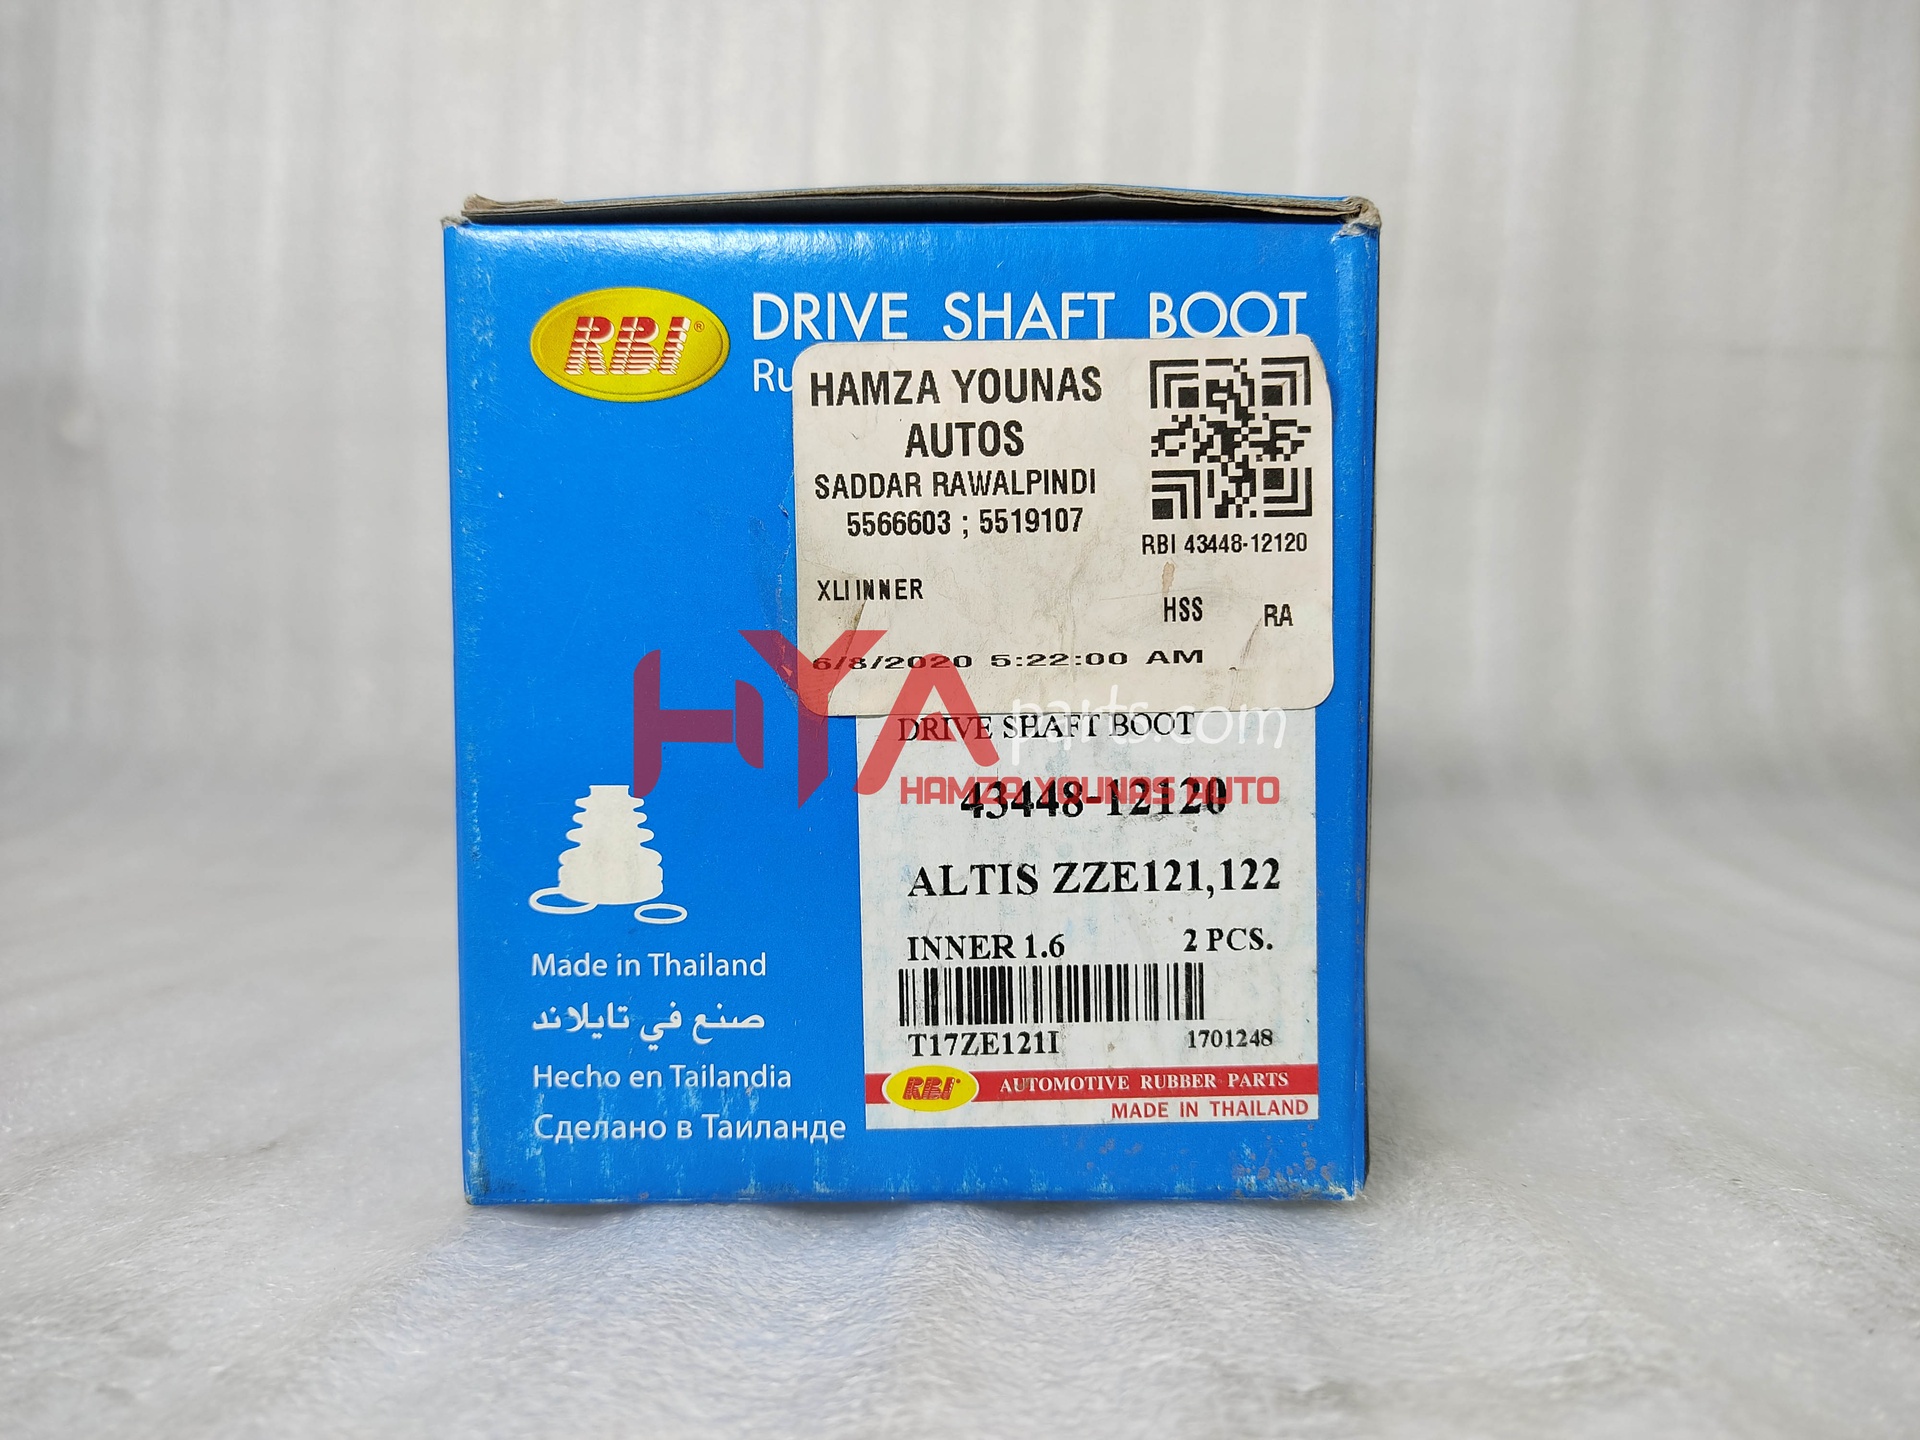 RBI®
DRIVE SHAFT BOOT
HAMZA YOUNAS
AUTOS
SADDAR RAWALPINDI
5566603 ; 5519107
RBI 43448-12120
XLI INNER
HSS RA
6/8/2020 5:22:00 AM
HYA parts.com
HAMZA YOUNAS AUTO
DRIVE SHAFT BOOT
43448-12120
ALTIS ZZE121,122
INNER 1.6 2 PCS.
T17ZE121I 1701248
RBI® AUTOMOTIVE RUBBER PARTS
MADE IN THAILAND
Made in Thailand
صنع في تايلاند
Hecho en Tailandia
Сделано в Таиланде